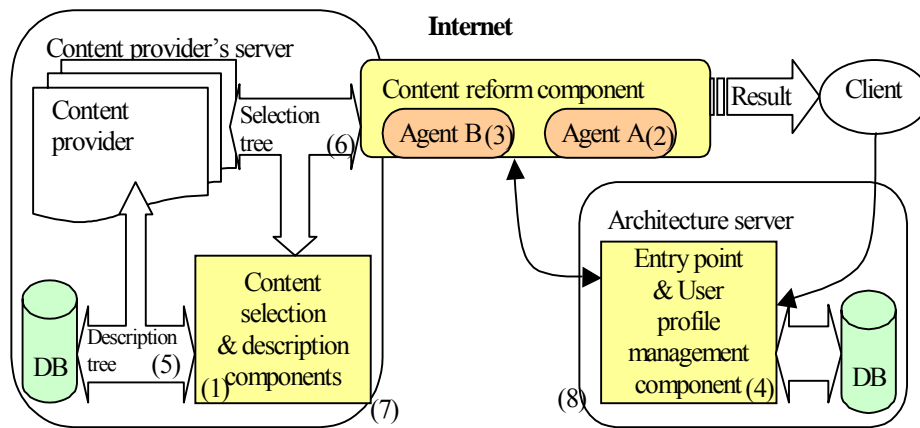 Internet
Content provider's server
Content
provider
Selection
tree
(6)
Content reform component
Agent B(3)
Agent A(2)
Result
Client
Architecture server
Entry point
& User
profile
management
component(4)
DB
(8)
Content
selection
& description
components
(1)
DB
Description
tree
(5)
(7)